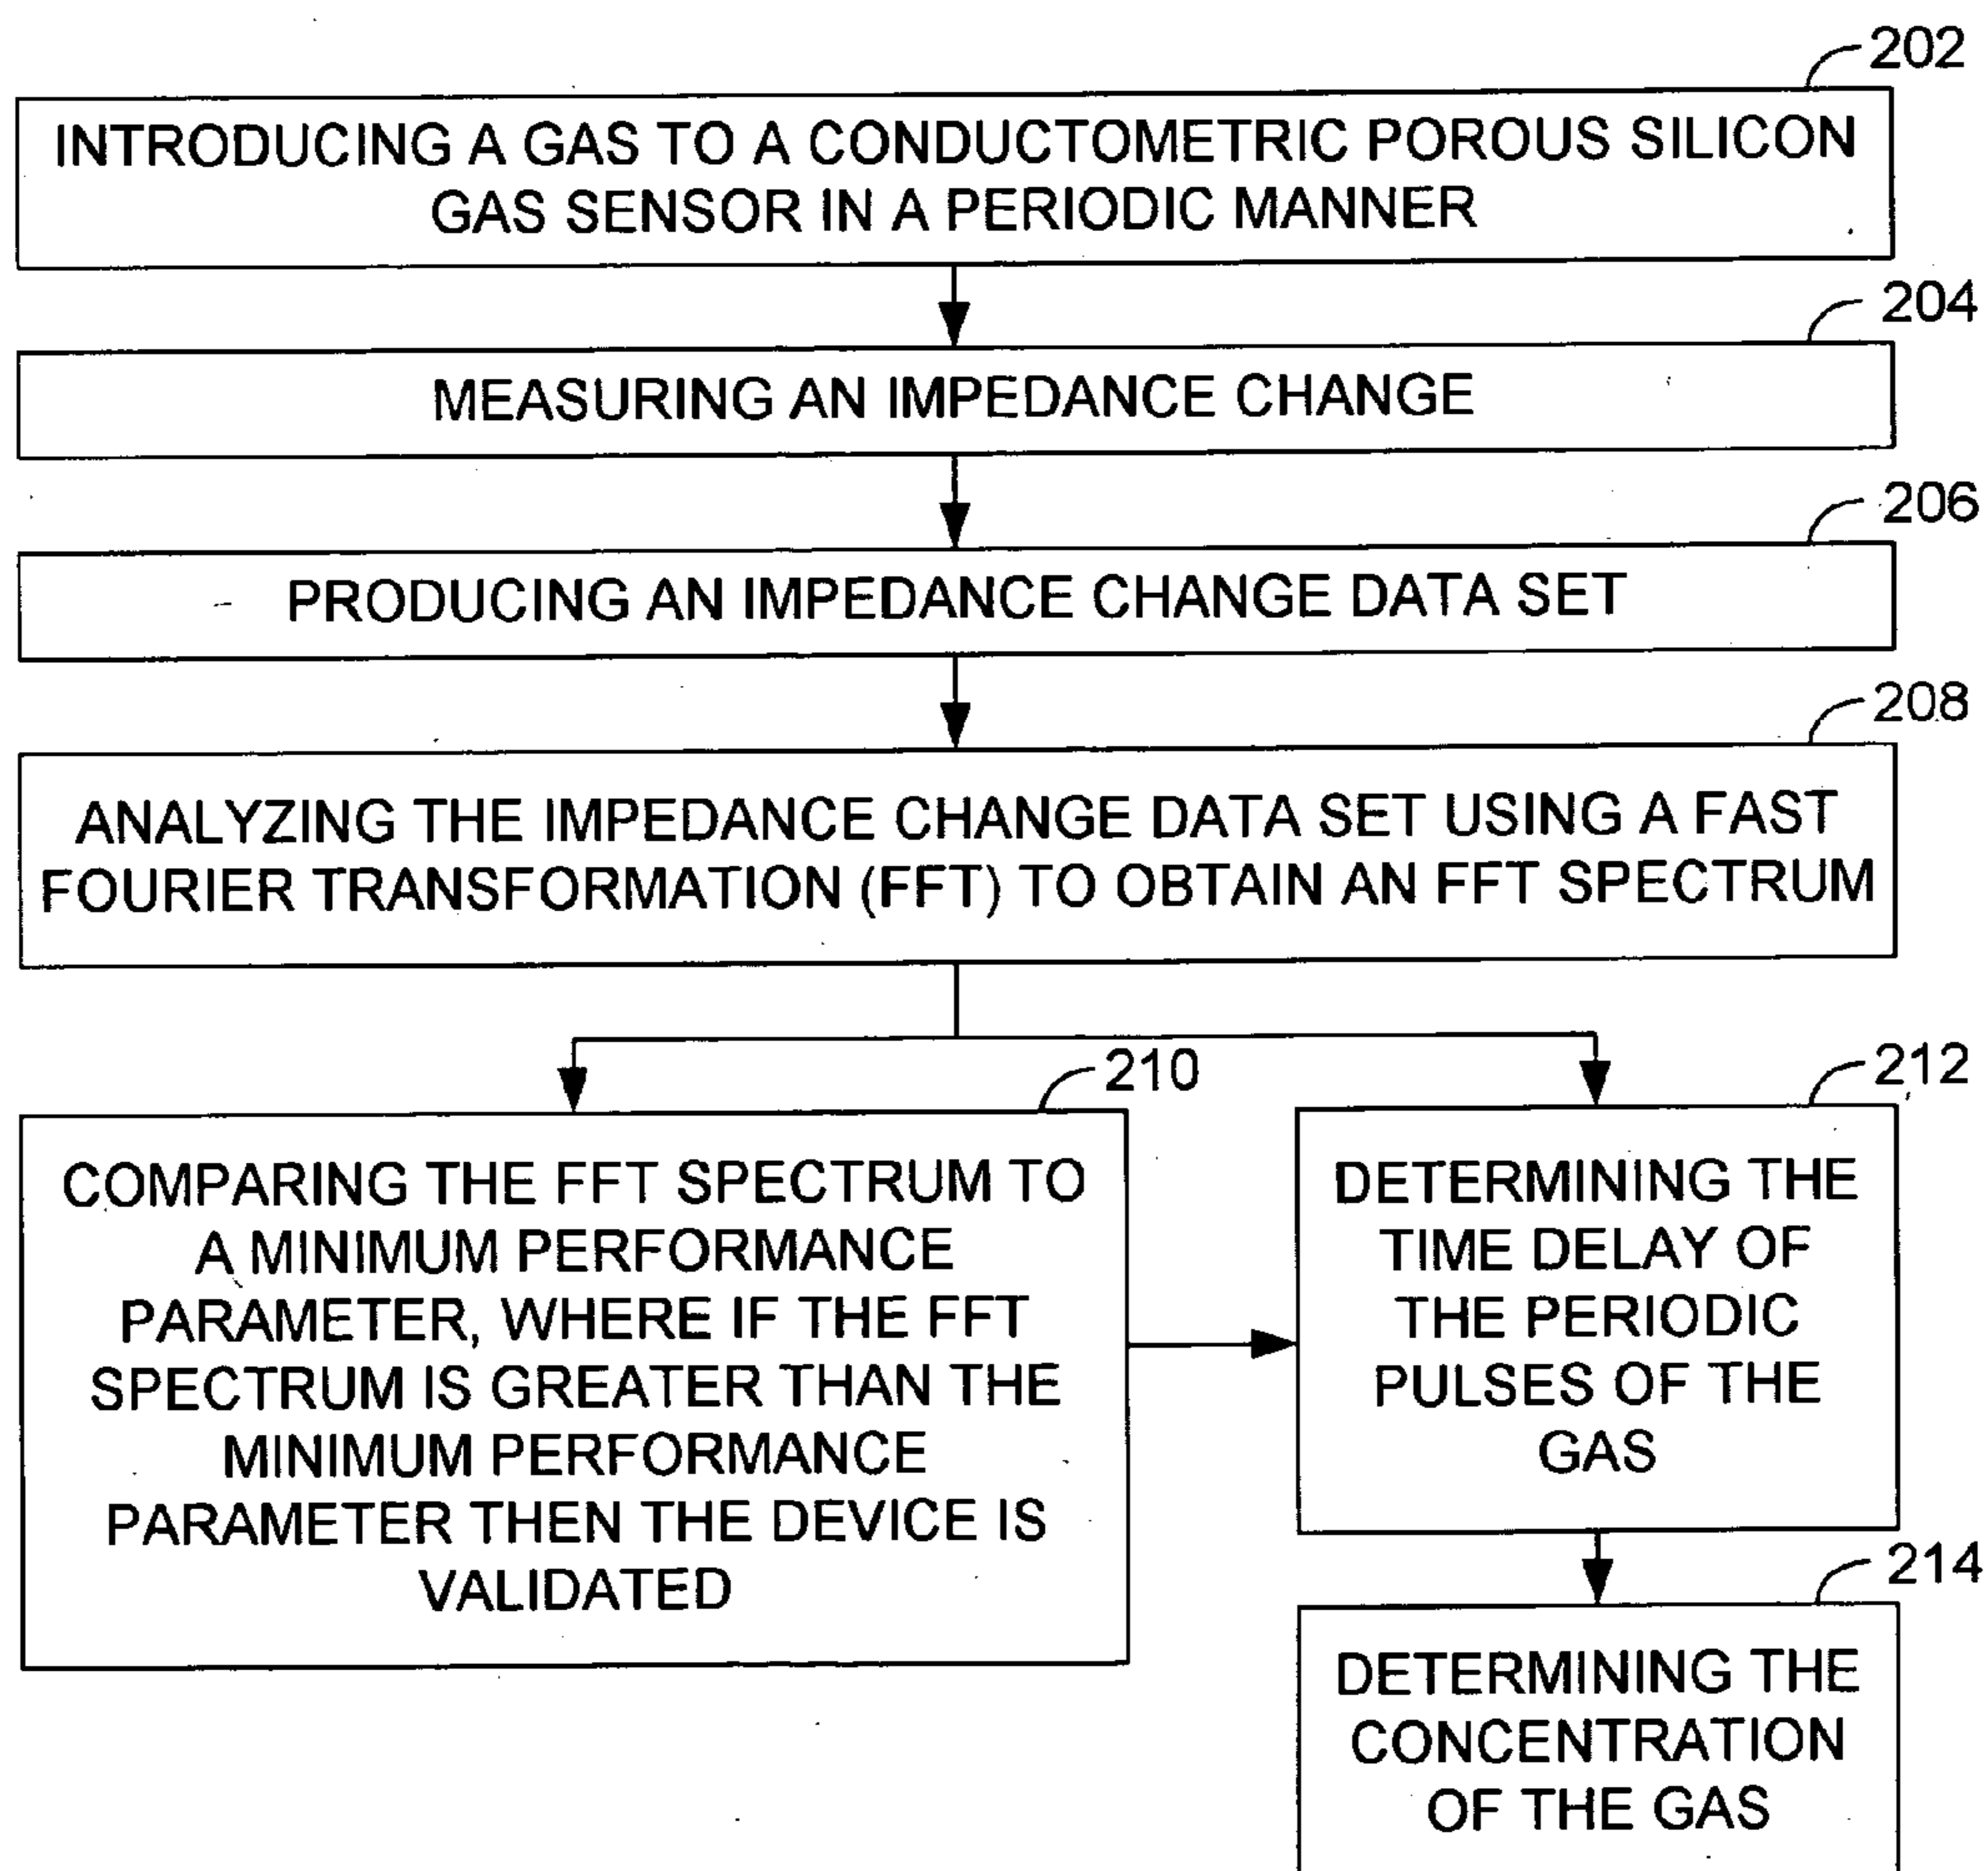 202
INTRODUCING A GAS TO A CONDUCTOMETRIC POROUS SILICON
GAS SENSOR IN A PERIODIC MANNER
204
MEASURING AN IMPEDANCE CHANGE
206
PRODUCING AN IMPEDANCE CHANGE DATA SET
208
ANALYZING THE IMPEDANCE CHANGE DATA SET USING A FAST
FOURIER TRANSFORMATION (FFT) TO OBTAIN AN FFT SPECTRUM
210
COMPARING THE FFT SPECTRUM TO
A MINIMUM PERFORMANCE
PARAMETER, WHERE IF THE FFT
SPECTRUM IS GREATER THAN THE
MINIMUM PERFORMANCE
PARAMETER THEN THE DEVICE IS
VALIDATED
212
DETERMINING THE
TIME DELAY OF
THE PERIODIC
PULSES OF THE
GAS
214
DETERMINING THE
CONCENTRATION
OF THE GAS